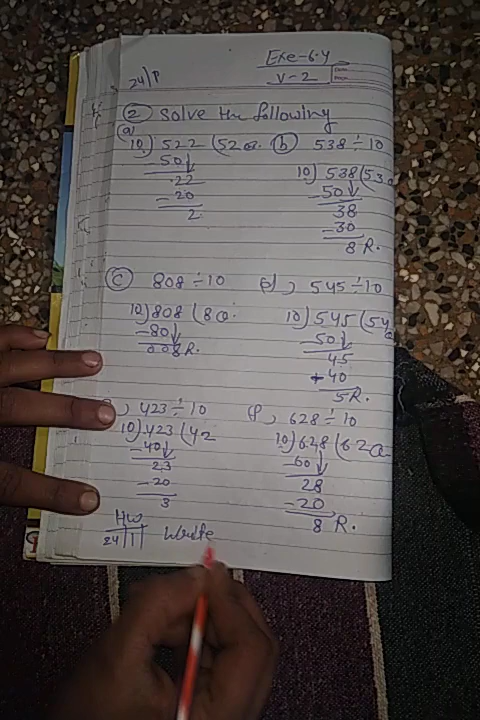 Exe-6.4
24/P V-2
② Solve the following
(a) 10) 522 (52 Q. (b) 538 ÷ 10
-50
22
-20
2
10) 538 (53 Q
-50
38
-30
8 R.
(c) 808 ÷ 10
10) 808 (8 Q.
-80
008 R.
(d), 545 ÷ 10
10) 545 (54 Q
-50
45
-40
5R.
, 423 ÷ 10
10) 423 (42
-40
23
-20
3
(f), 628 ÷ 10
10) 628 (62 Q
-60
28
-20
8 R.
HW
24/1 Write